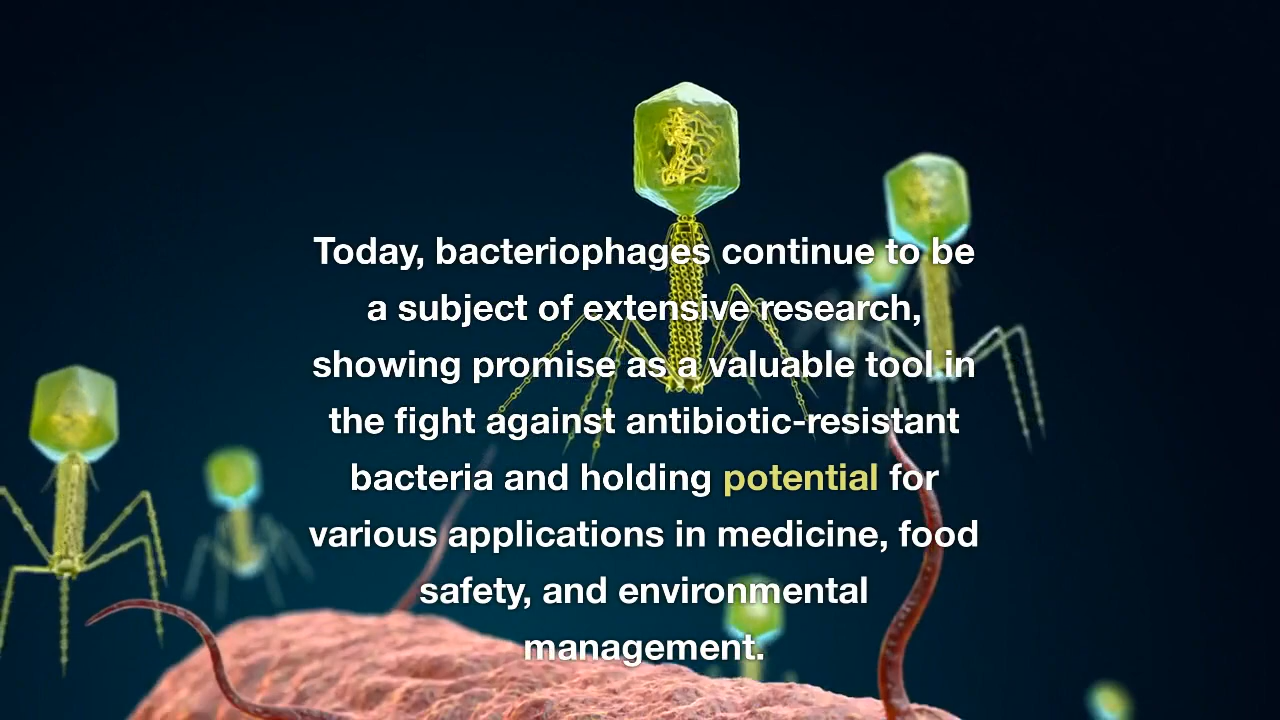 Today, bacteriophages continue to be
a subject of extensive research,
showing promise as a valuable tool in
the fight against antibiotic-resistant
bacteria and holding potential for
various applications in medicine, food
safety, and environmental
management.